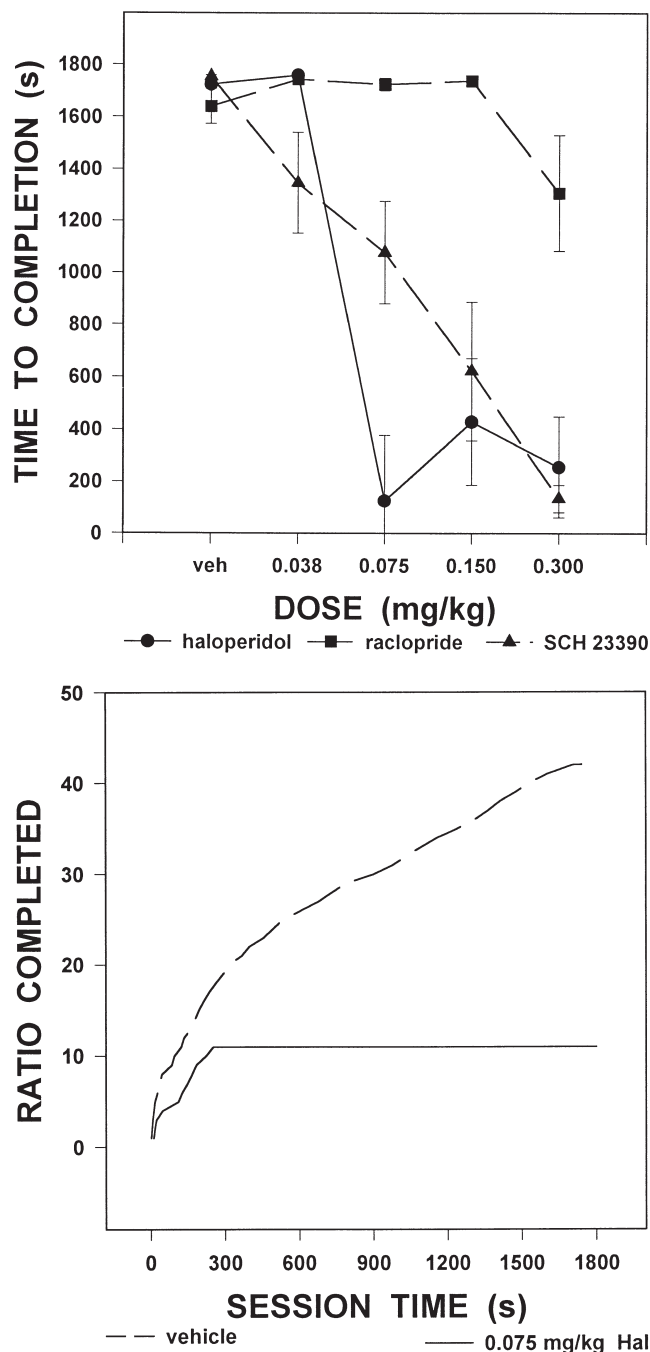 TIME TO COMPLETION (s)
1800
1600
1400
1200
1000
800
600
400
200
0
veh 0.038 0.075 0.150 0.300
DOSE (mg/kg)
haloperidol raclopride SCH 23390
RATIO COMPLETED
50
40
30
20
10
0
0 300 600 900 1200 1500 1800
SESSION TIME (s)
vehicle 0.075 mg/kg Hal